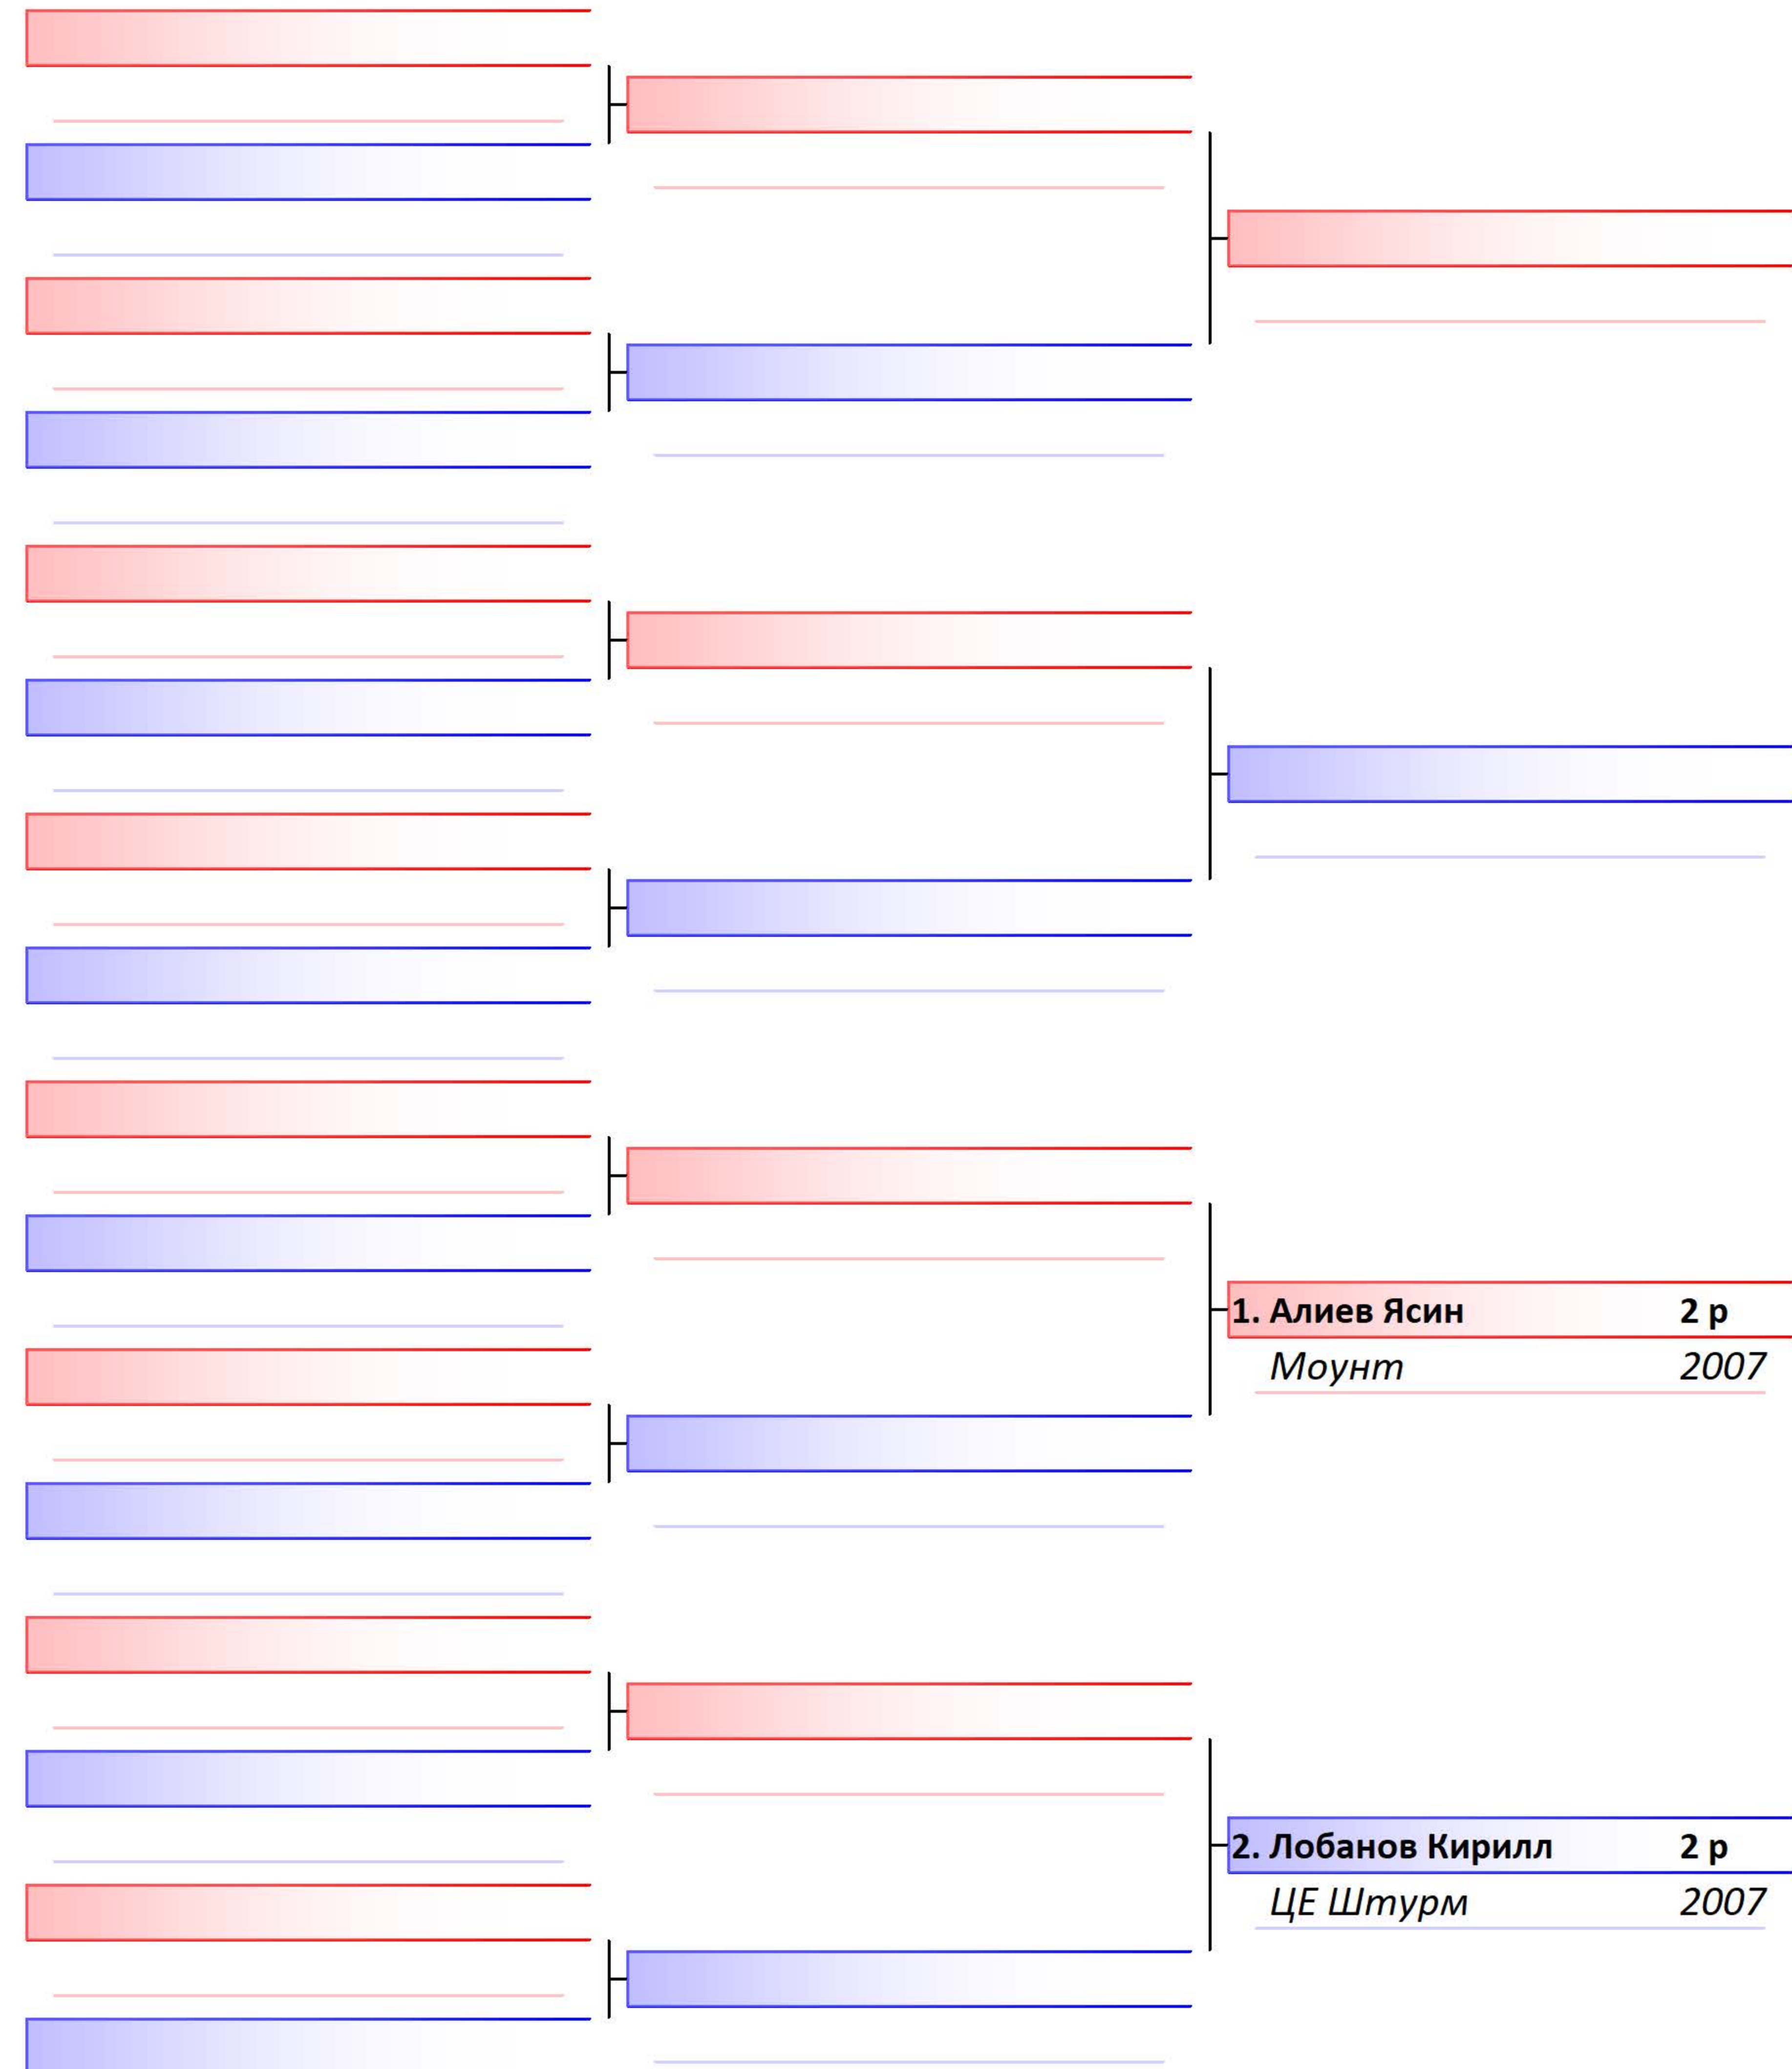 1. Алиев Ясин 2 р
Моунт 2007
2. Лобанов Кирилл 2 р
ЦЕ Штурм 2007